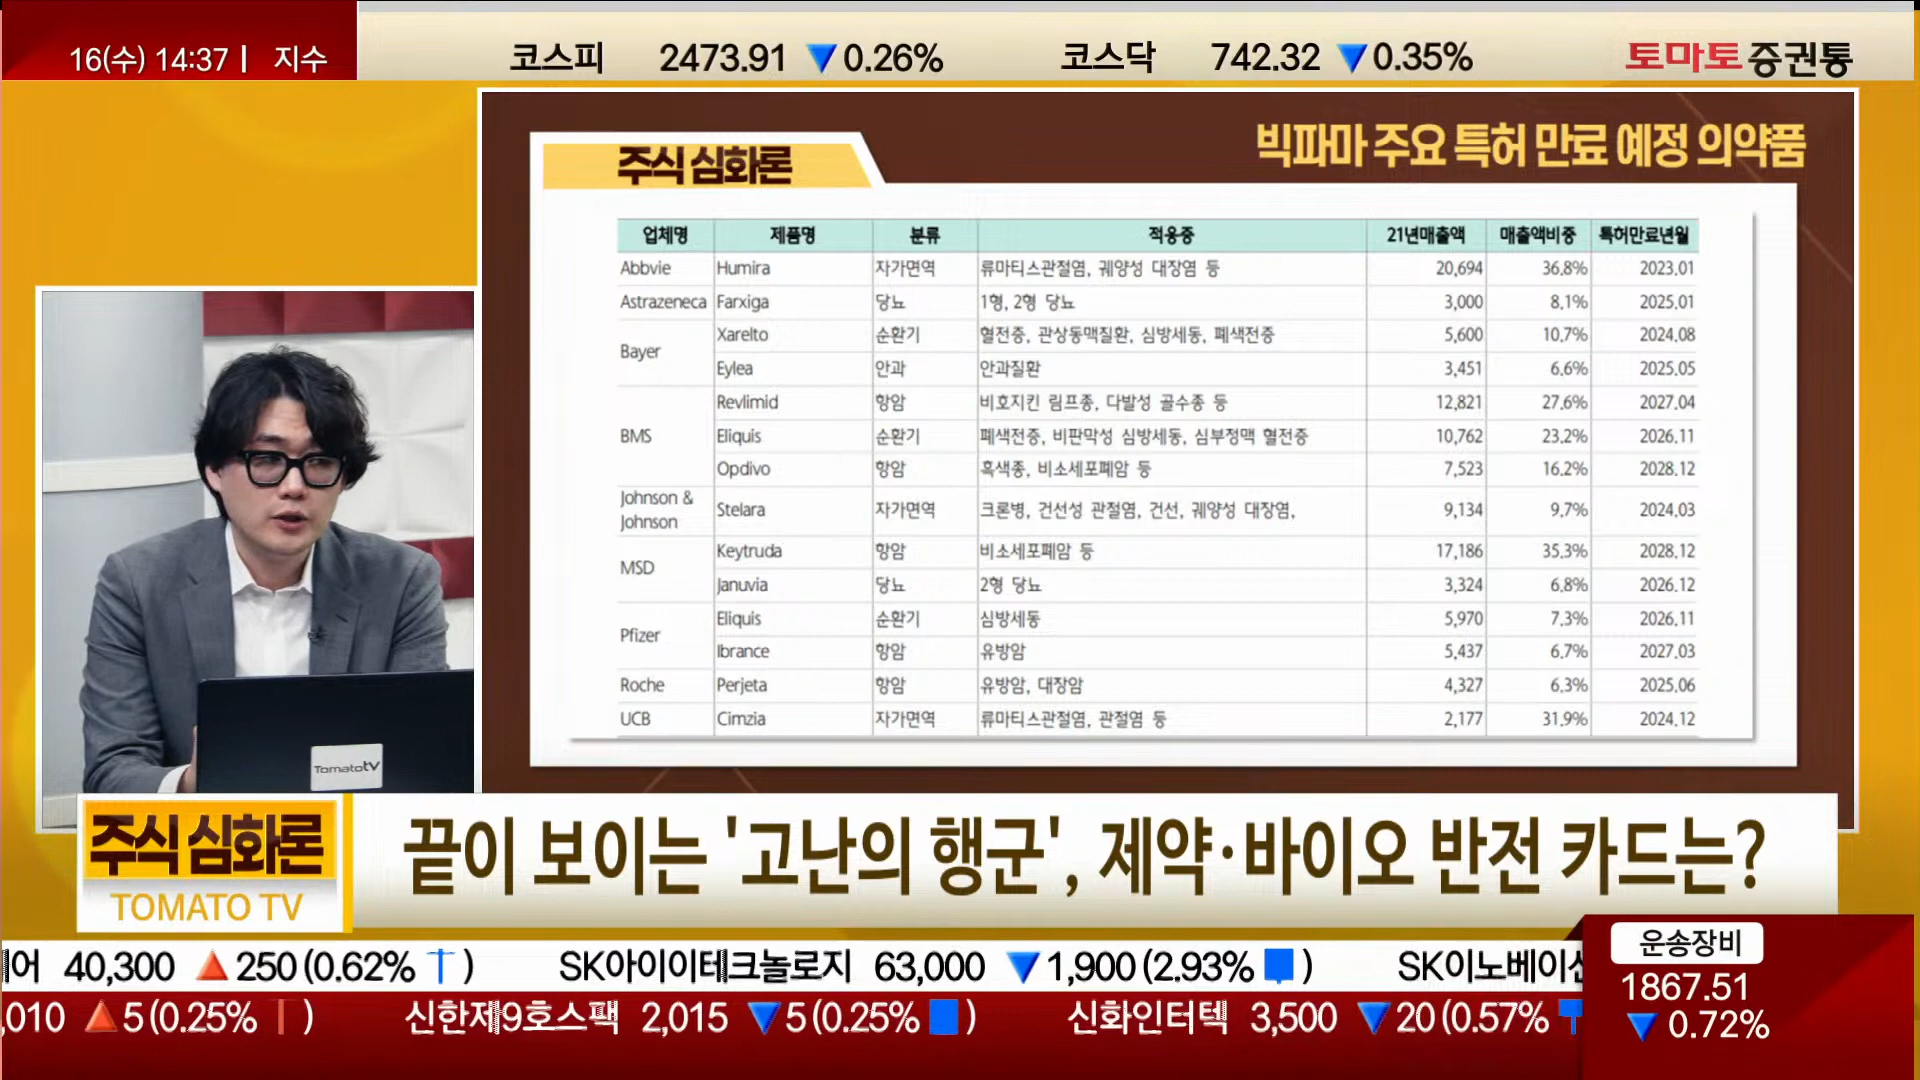 16(수) 14:37 | 지수 코스피 2473.91 ▼0.26% 코스닥 742.32 ▼0.35% 토마토증권통
주식 심화론
빅파마 주요 특허 만료 예정 의약품
업체명 제품명 분류 적응증 21년매출액 매출액비중 특허만료년월
Abbvie Humira 자가면역 류마티스관절염, 궤양성 대장염 등 20,694 36.8% 2023.01
Astrazeneca Farxiga 당뇨 1형, 2형 당뇨 3,000 8.1% 2025.01
Bayer Xarelto 순환기 혈전증, 관상동맥질환, 심방세동, 폐색전증 5,600 10.7% 2024.08
Eylea 안과 안과질환 3,451 6.6% 2025.05
BMS Revlimid 항암 비호지킨 림프종, 다발성 골수종 등 12,821 27.6% 2027.04
Eliquis 순환기 폐색전증, 비판막성 심방세동, 심부정맥 혈전증 10,762 23.2% 2026.11
Opdivo 항암 흑색종, 비소세포폐암 등 7,523 16.2% 2028.12
Johnson & Johnson Stelara 자가면역 크론병, 건선성 관절염, 건선, 궤양성 대장염, 9,134 9.7% 2024.03
MSD Keytruda 항암 비소세포폐암 등 17,186 35.3% 2028.12
Januvia 당뇨 2형 당뇨 3,324 6.8% 2026.12
Pfizer Eliquis 순환기 심방세동 5,970 7.3% 2026.11
Ibrance 항암 유방암 5,437 6.7% 2027.03
Roche Perjeta 항암 유방암, 대장암 4,327 6.3% 2025.06
UCB Cimzia 자가면역 류마티스관절염, 관절염 등 2,177 31.9% 2024.12
TomatoTV
주식 심화론
TOMATO TV
끝이 보이는 '고난의 행군', 제약·바이오 반전 카드는?
어 40,300 ▲250(0.62%) SK아이이테크놀로지 63,000 ▼1,900(2.93%) SK이노베이션
,010 ▲5(0.25%) 신한제9호스팩 2,015 ▼5(0.25%) 신화인터텍 3,500 ▼20(0.57%
운송장비
1867.51
▼0.72%